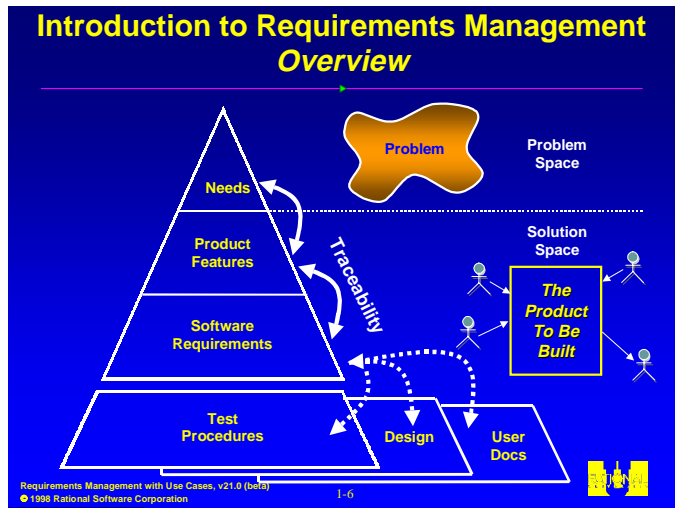 Introduction to Requirements Management
Overview
Problem
Problem
Space
Needs
Solution
Space
Product
Features
Traceability
The
Product
To Be
Built
Software
Requirements
Test
Procedures
Design
User
Docs
Requirements Management with Use Cases, v21.0 (beta)
© 1998 Rational Software Corporation
1-6
RATIONAL